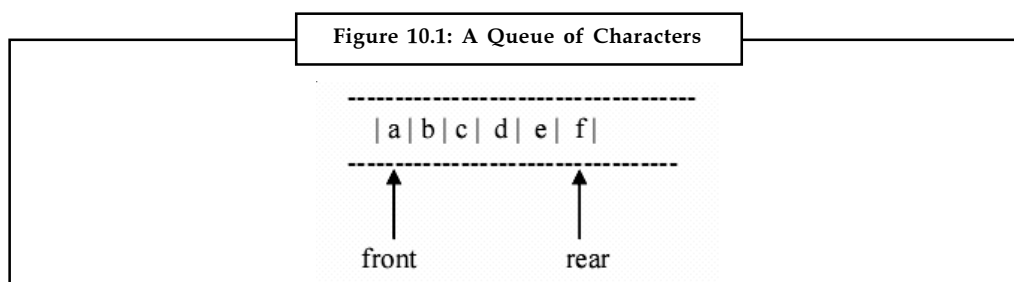 Figure 10.1: A Queue of Characters
| a | b | c | d | e | f |
front rear